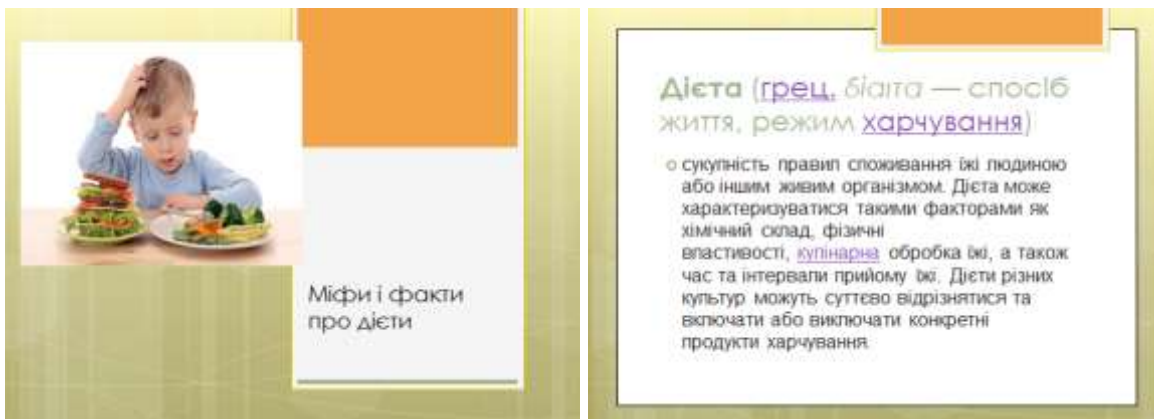 Міфи і факти
про дієти
Дієта (грец. δίαιτα — спосіб
життя, режим харчування)
сукупність правил споживання їжі людиною
або іншим живим організмом. Дієта може
характеризуватися такими факторами як
хімічний склад, фізичні
властивості, кулінарна обробка їжі, а також
час та інтервали прийому їжі. Дієти різних
культур можуть суттєво відрізнятися та
включати або виключати конкретні
продукти харчування.